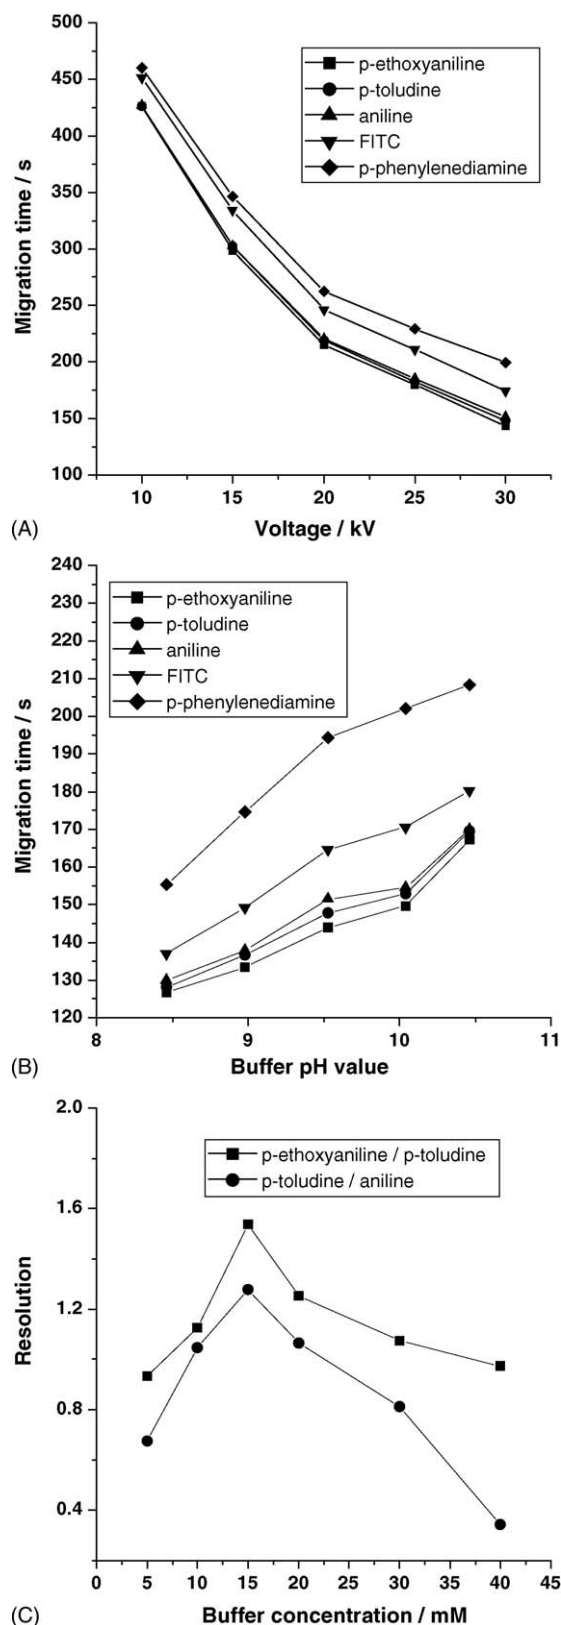 500
450
400
350
300
250
200
150
100
Migration time / s
p-ethoxyaniline
p-toludine
aniline
FITC
p-phenylenediamine
10 15 20 25 30
Voltage / kV
(A)
240
230
220
210
200
190
180
170
160
150
140
130
120
Migration time / s
p-ethoxyaniline
p-toludine
aniline
FITC
p-phenylenediamine
8 9 10 11
Buffer pH value
(B)
2.0
1.6
1.2
0.8
0.4
Resolution
p-ethoxyaniline / p-toludine
p-toludine / aniline
0 5 10 15 20 25 30 35 40 45
Buffer concentration / mM
(C)